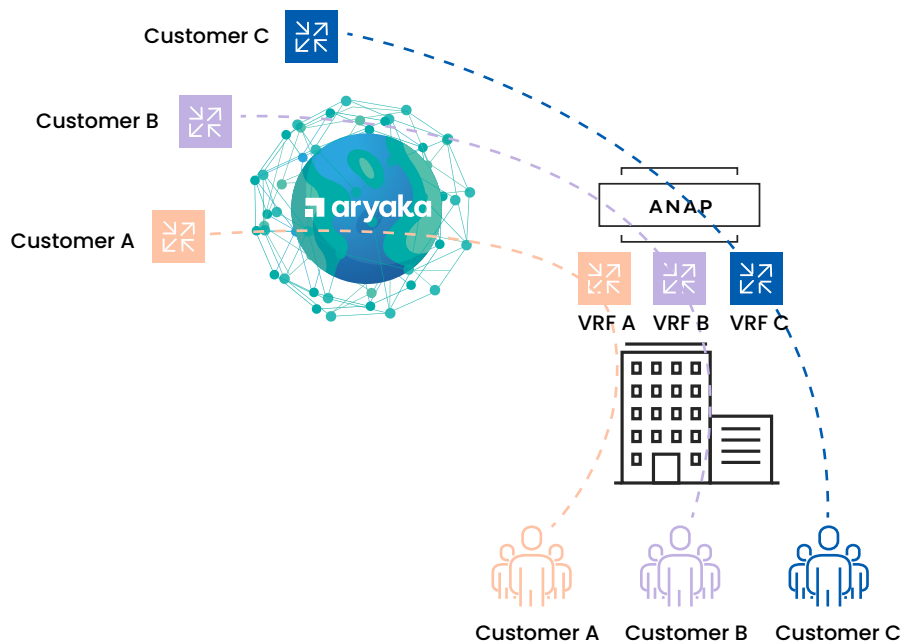 Customer C
Customer B
aryaka
ANAP
Customer A
VRF A
VRF B
VRF C
Customer A
Customer B
Customer C